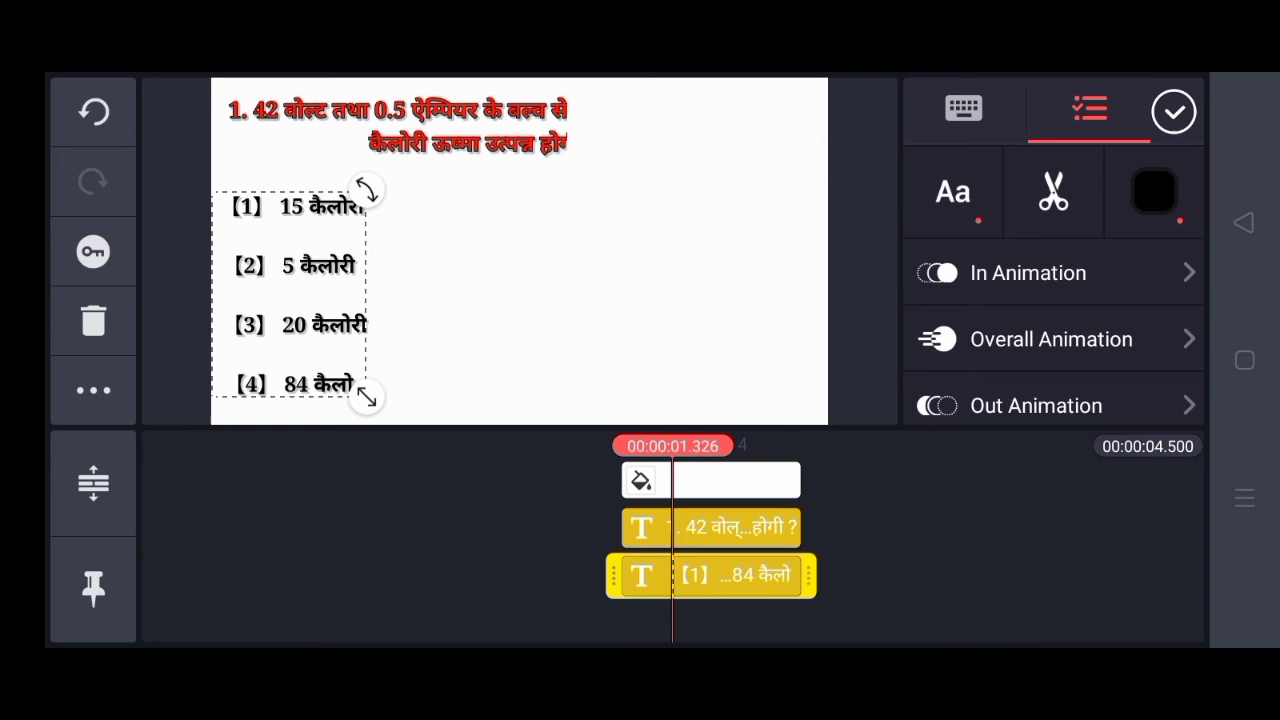 1. 42 वोल्ट तथा 0.5 ऐम्पियर के बल्ब से
कैलोरी ऊष्मा उत्पन्न
【1】 15 कैलोरी
【2】 5 कैलोरी
【3】 20 कैलोरी
【4】 84 कैलो
Aa
In Animation
Overall Animation
Out Animation
00:00:01.326
4
00:00:04.500
T . 42 वोल्...होगी ?
T 【1】 ...84 कैलो